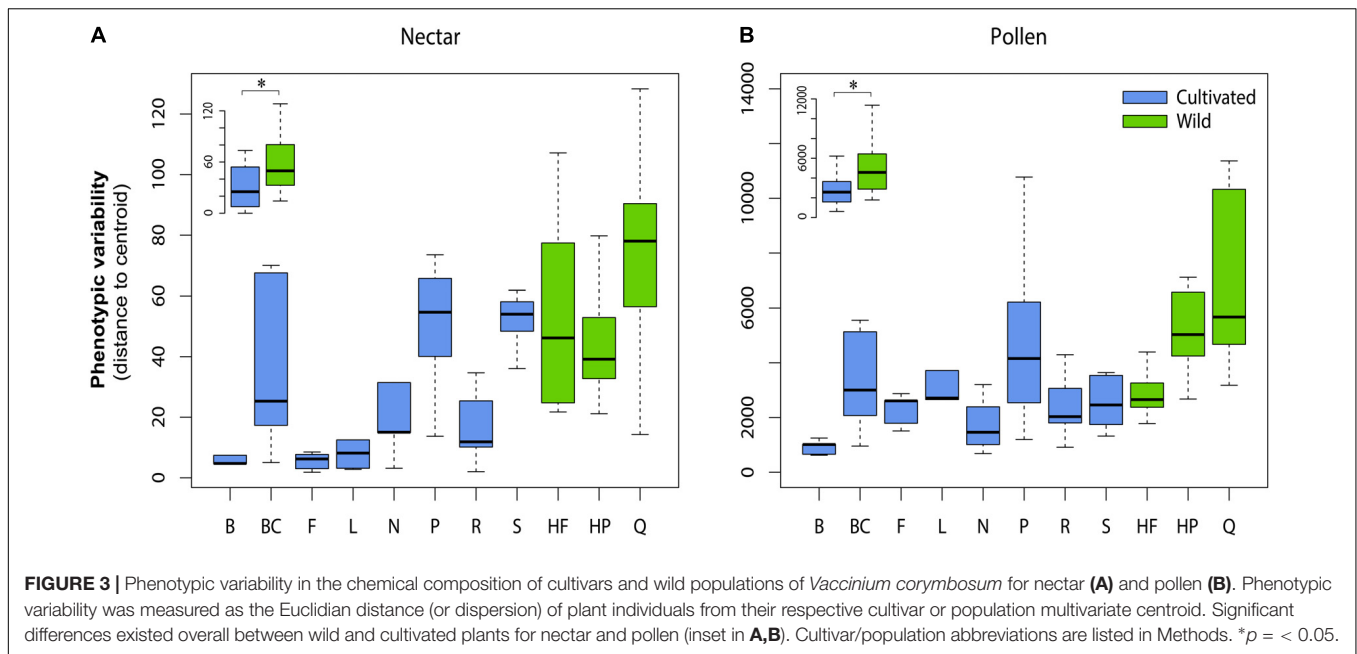 A
Nectar
Phenotypic variability
(distance to centroid)
0
20
40
60
80
100
120
0
60
120
*
B BC F L N P R S HF HP Q
B
Pollen
0
2000
6000
10000
14000
0
6000
12000
*
Cultivated
Wild
B BC F L N P R S HF HP Q
FIGURE 3 | Phenotypic variability in the chemical composition of cultivars and wild populations of Vaccinium corymbosum for nectar (A) and pollen (B). Phenotypic
variability was measured as the Euclidian distance (or dispersion) of plant individuals from their respective cultivar or population multivariate centroid. Significant
differences existed overall between wild and cultivated plants for nectar and pollen (inset in A,B). Cultivar/population abbreviations are listed in Methods. *p = < 0.05.